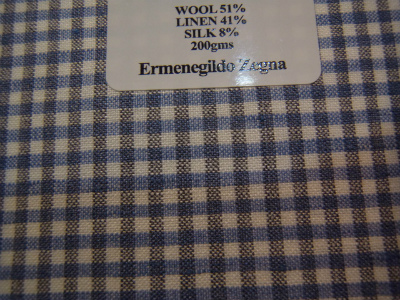 WOOL 51%
LINEN 41%
SILK 8%
200gms
Ermenegildo Zegna